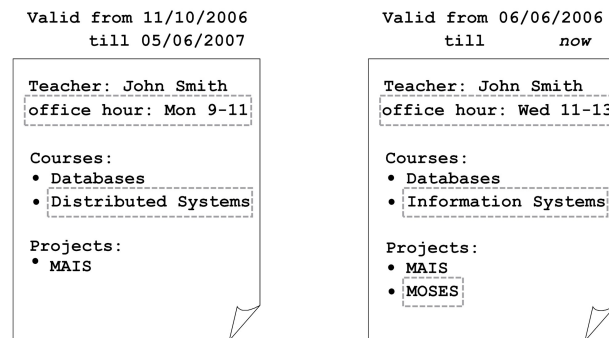 Valid from 11/10/2006
till 05/06/2007
Teacher: John Smith
office hour: Mon 9-11
Courses:
• Databases
• Distributed Systems
Projects:
• MAIS
Valid from 06/06/2006
till now
Teacher: John Smith
office hour: Wed 11-13
Courses:
• Databases
• Information Systems
Projects:
• MAIS
• MOSES